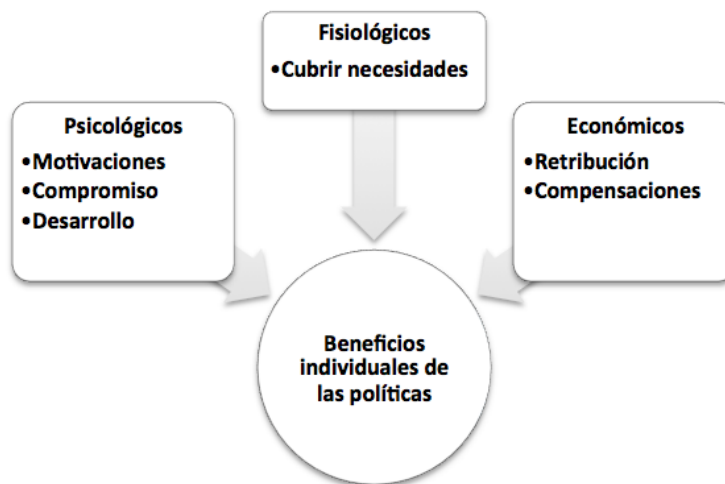 Fisiológicos
•Cubrir necesidades
Psicológicos
•Motivaciones
•Compromiso
•Desarrollo
Económicos
•Retribución
•Compensaciones
Beneficios
individuales de
las políticas